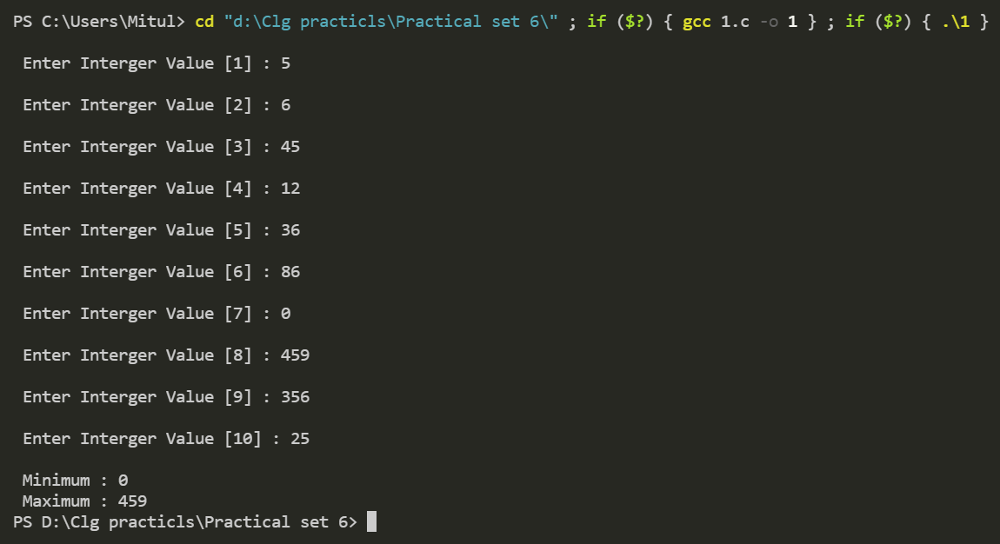 PS C:\Users\Mitul> cd "d:\Clg practicls\Practical set 6\" ; if ($?) { gcc 1.c -o 1 } ; if ($?) { .\1 }
Enter Interger Value [1] : 5
Enter Interger Value [2] : 6
Enter Interger Value [3] : 45
Enter Interger Value [4] : 12
Enter Interger Value [5] : 36
Enter Interger Value [6] : 86
Enter Interger Value [7] : 0
Enter Interger Value [8] : 459
Enter Interger Value [9] : 356
Enter Interger Value [10] : 25
Minimum : 0
Maximum : 459
PS D:\Clg practicls\Practical set 6>